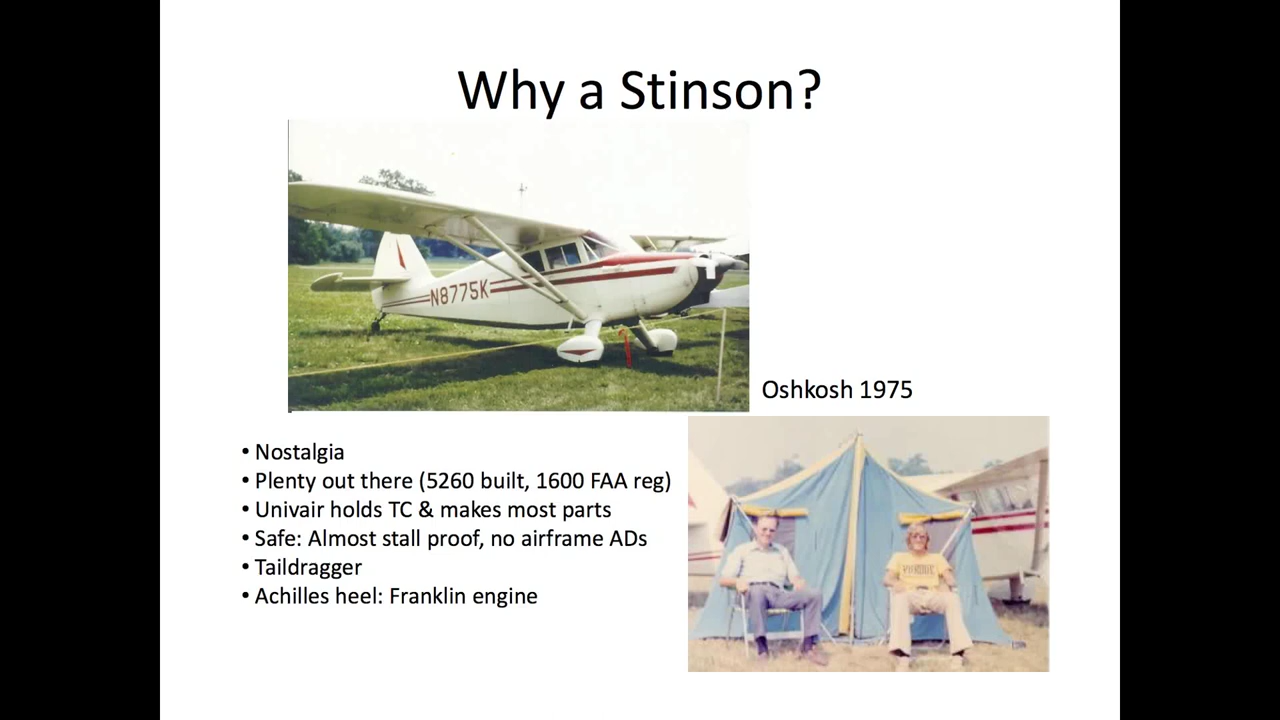 Why a Stinson?
N8775K
Oshkosh 1975
• Nostalgia
• Plenty out there (5260 built, 1600 FAA reg)
• Univair holds TC & makes most parts
• Safe: Almost stall proof, no airframe ADs
• Taildragger
• Achilles heel: Franklin engine
PURDUE